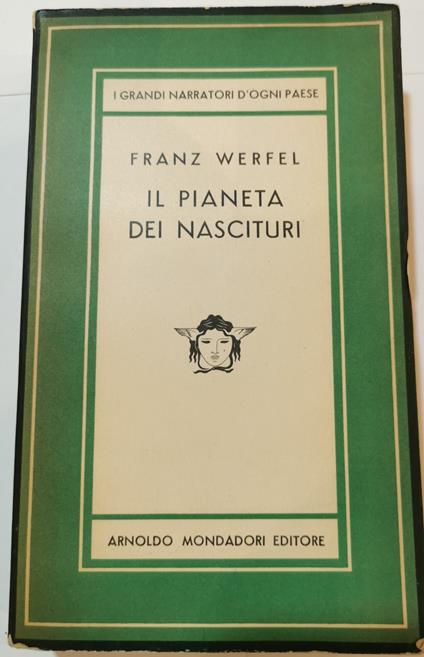 I GRANDI NARRATORI D'OGNI PAESE
FRANZ WERFEL
IL PIANETA
DEI NASCITURI
ARNOLDO MONDADORI EDITORE